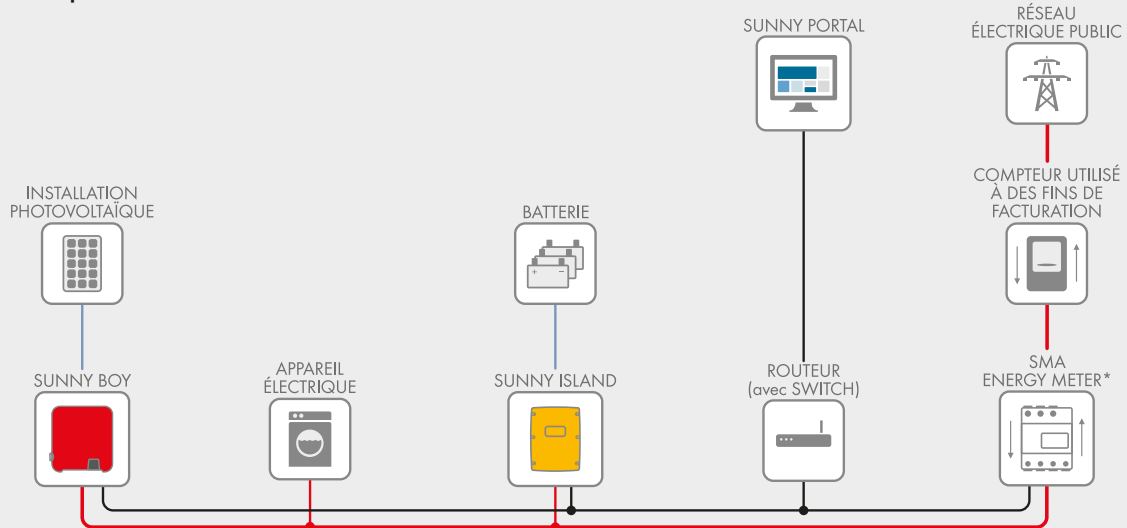 RÉSEAU
ÉLECTRIQUE PUBLIC
SUNNY PORTAL
COMPTEUR UTILISÉ
À DES FINS DE
FACTURATION
INSTALLATION
PHOTOVOLTAÏQUE
BATTERIE
SUNNY BOY
APPAREIL
ÉLECTRIQUE
SUNNY ISLAND
ROUTEUR
(avec SWITCH)
SMA
ENERGY METER*